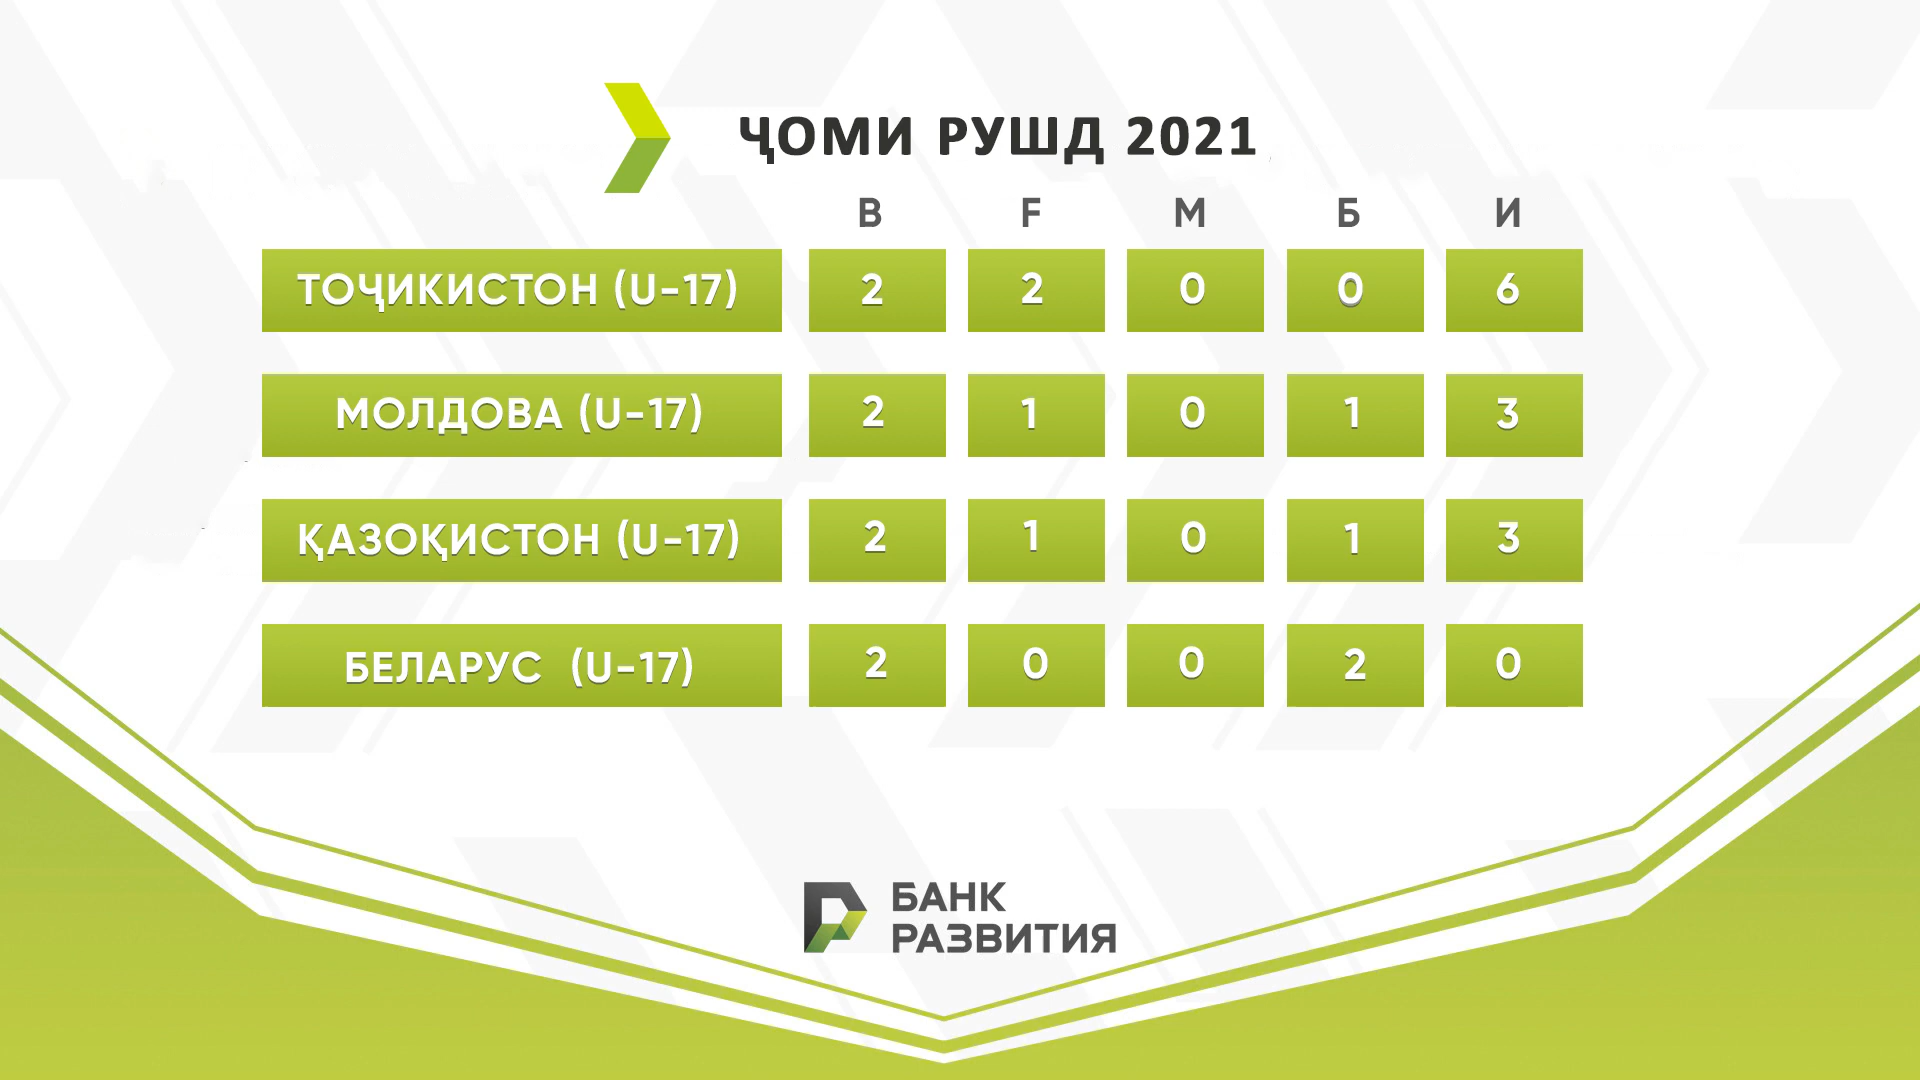 ҶОМИ РУШД 2021
В F М Б И
ТОҶИКИСТОН (U-17) 2 2 0 0 6
МОЛДОВА (U-17) 2 1 0 1 3
ҚАЗОҚИСТОН (U-17) 2 1 0 1 3
БЕЛАРУС (U-17) 2 0 0 2 0
БАНК
РАЗВИТИЯ